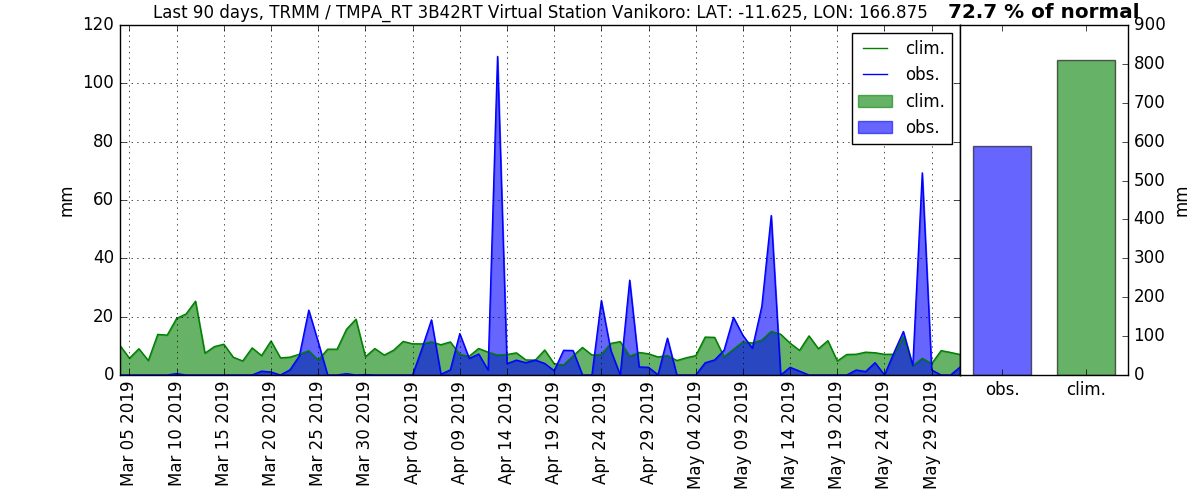 Last 90 days, TRMM / TMPA_RT 3B42RT Virtual Station Vanikoro: LAT: -11.625, LON: 166.875
72.7 % of normal
120
100
80
60
40
20
0
mm
clim.
obs.
clim.
obs.
Mar 05 2019
Mar 10 2019
Mar 15 2019
Mar 20 2019
Mar 25 2019
Mar 30 2019
Apr 04 2019
Apr 09 2019
Apr 14 2019
Apr 19 2019
Apr 24 2019
Apr 29 2019
May 04 2019
May 09 2019
May 14 2019
May 19 2019
May 24 2019
May 29 2019
900
800
700
600
500
400
300
200
100
0
mm
obs.
clim.